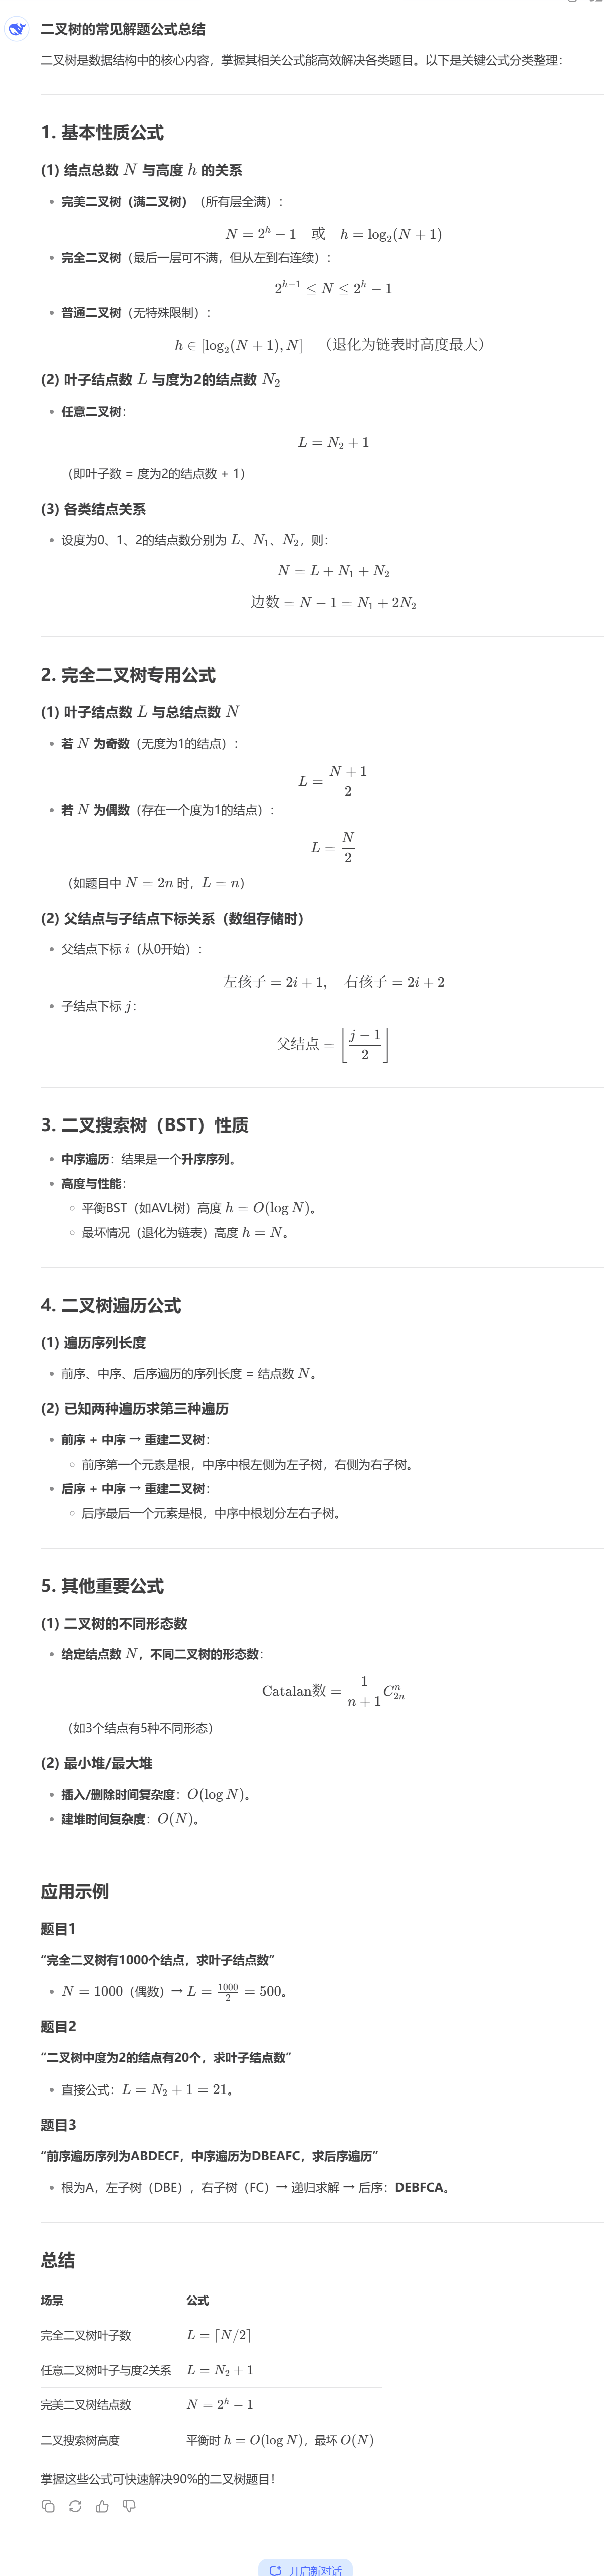 二叉树的常见解题公式总结
二叉树是数据结构中的核心内容，掌握其相关公式能高效解决各类题目。以下是关键公式分类整理：
1. 基本性质公式
(1) 结点总数 N 与高度 h 的关系
完美二叉树（满二叉树）（所有层全满）：
N = 2^h − 1 或 h = log₂(N + 1)
完全二叉树（最后一层可不满，但从左到右连续）：
2^(h−1) ≤ N ≤ 2^h − 1
普通二叉树（无特殊限制）：
h ∈ [log₂(N + 1), N] （退化为链表时高度最大）
(2) 叶子结点数 L 与度为2的结点数 N₂
任意二叉树：
L = N₂ + 1
（即叶子数 = 度为2的结点数 + 1）
(3) 各类结点关系
设度为0、1、2的结点数分别为 L、N₁、N₂，则：
N = L + N₁ + N₂
边数 = N − 1 = N₁ + 2N₂
2. 完全二叉树专用公式
(1) 叶子结点数 L 与总结点数 N
若 N 为奇数（无度为1的结点）：
L = (N + 1)/2
若 N 为偶数（存在一个度为1的结点）：
L = N/2
（如题目中 N = 2n 时，L = n）
(2) 父结点与子结点下标关系（数组存储时）
父结点下标 i（从0开始）：
左孩子 = 2i + 1, 右孩子 = 2i + 2
子结点下标 j：
父结点 = ⌊(j − 1)/2⌋
3. 二叉搜索树（BST）性质
中序遍历：结果是一个升序序列。
高度与性能：
平衡BST（如AVL树）高度 h = O(log N)。
最坏情况（退化为链表）高度 h = N。
4. 二叉树遍历公式
(1) 遍历序列长度
前序、中序、后序遍历的序列长度 = 结点数 N。
(2) 已知两种遍历求第三种遍历
前序 + 中序 → 重建二叉树：
前序第一个元素是根，中序中根左侧为左子树，右侧为右子树。
后序 + 中序 → 重建二叉树：
后序最后一个元素是根，中序中根划分左右子树。
5. 其他重要公式
(1) 二叉树的不同形态数
给定结点数 N，不同二叉树的形态数：
Catalan数 = 1/(n + 1) C_{2n}^{n}
（如3个结点有5种不同形态）
(2) 最小堆/最大堆
插入/删除时间复杂度：O(log N)。
建堆时间复杂度：O(N)。
应用示例
题目1
“完全二叉树有1000个结点，求叶子结点数”
N = 1000（偶数）→ L = 1000/2 = 500。
题目2
“二叉树中度为2的结点有20个，求叶子结点数”
直接公式：L = N₂ + 1 = 21。
题目3
“前序遍历序列为ABDECF，中序遍历为DBEAFC，求后序遍历”
根为A，左子树（DBE），右子树（FC）→ 递归求解 → 后序：DEBFCA。
总结
场景 公式
完全二叉树叶子数 L = ⌈N/2⌉
任意二叉树叶子与度2关系 L = N₂ + 1
完美二叉树结点数 N = 2^h − 1
二叉搜索树高度 平衡时 h = O(log N)，最坏 O(N)
掌握这些公式可快速解决90%的二叉树题目！
开启新对话